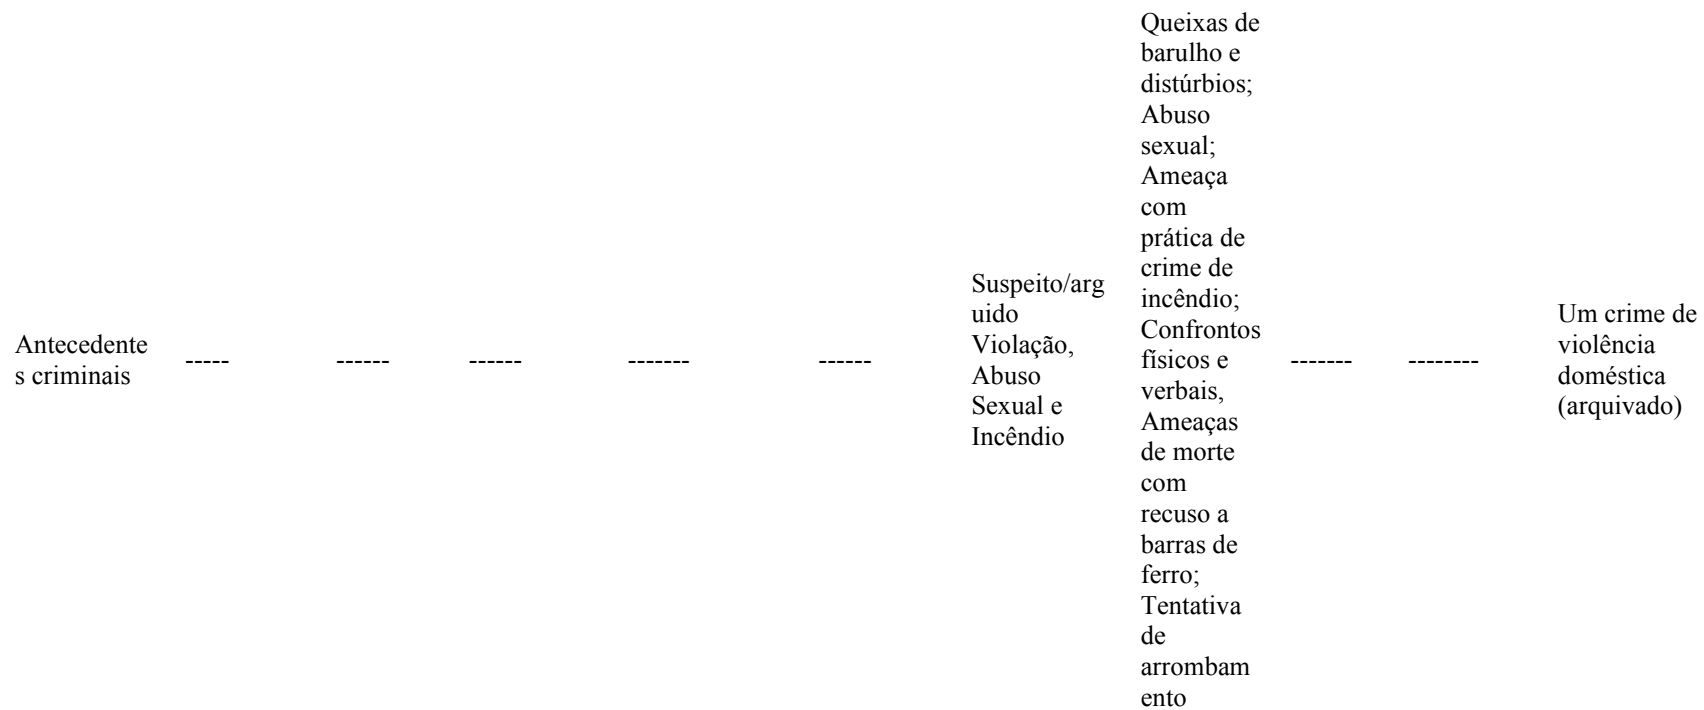 Antecedente
s criminais
-----
------
------
-------
------
Suspeito/arg
uido
Violação,
Abuso
Sexual e
Incêndio
Queixas de
barulho e
distúrbios;
Abuso
sexual;
Ameaça
com
prática de
crime de
incêndio;
Confrontos
físicos e
verbais,
Ameaças
de morte
com
recuso a
barras de
ferro;
Tentativa
de
arrombam
ento
-------
--------
Um crime de
violência
doméstica
(arquivado)